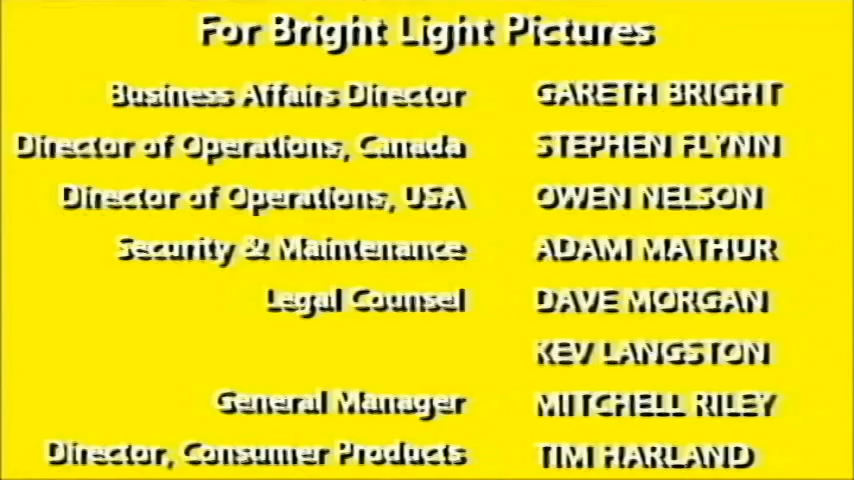 For Bright Light Pictures
Business Affairs Director GARETH BRIGHT
Director of Operations, Canada STEPHEN FLYNN
Director of Operations, USA OWEN NELSON
Security & Maintenance ADAM MATHUR
Legal Counsel DAVE MORGAN
KEV LANGSTON
General Manager MITCHELL RILEY
Director, Consumer Products TIM HARLAND